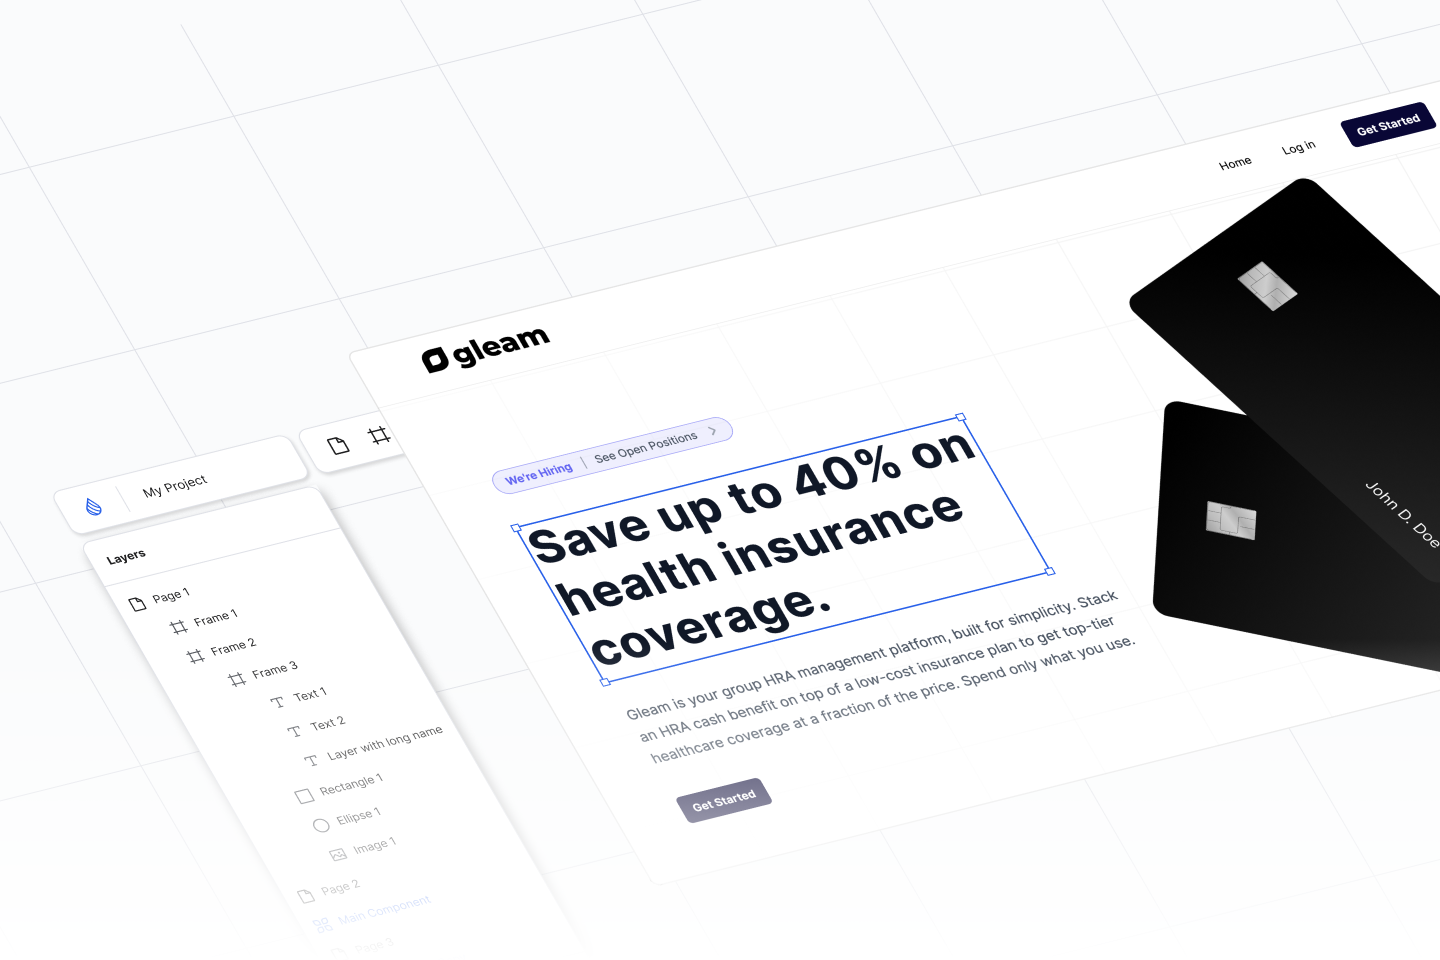 Home
Log in
Get Started
gleam
We're Hiring
See Open Positions
Save up to 40% on
health insurance
coverage.
Gleam is your group HRA management platform, built for simplicity. Stack
an HRA cash benefit on top of a low-cost insurance plan to get top-tier
healthcare coverage at a fraction of the price. Spend only what you use.
Get Started
John D. Doe
My Project
Layers
Page 1
Frame 1
Frame 2
Frame 3
Text 1
Text 2
Layer with long name
Rectangle 1
Ellipse 1
Image 1
Page 2
Main Component
Page 3